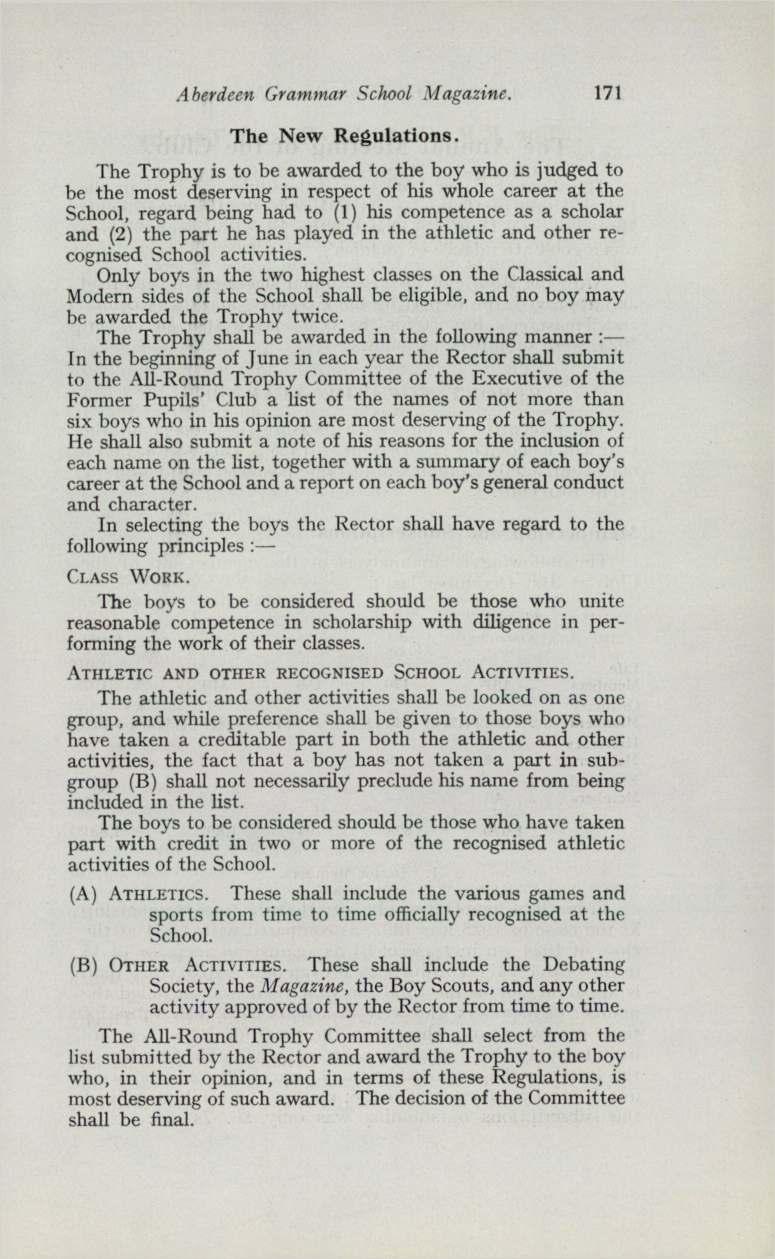 Aberdeen Grammar School Magazine. 171
The New Regulations.
The Trophy is to be awarded to the boy who is judged to
be the most deserving in respect of his whole career at the
School, regard being had to (1) his competence as a scholar
and (2) the part he has played in the athletic and other re-
cognised School activities.
Only boys in the two highest classes on the Classical and
Modern sides of the School shall be eligible, and no boy may
be awarded the Trophy twice.
The Trophy shall be awarded in the following manner :—
In the beginning of June in each year the Rector shall submit
to the All-Round Trophy Committee of the Executive of the
Former Pupils' Club a list of the names of not more than
six boys who in his opinion are most deserving of the Trophy.
He shall also submit a note of his reasons for the inclusion of
each name on the list, together with a summary of each boy's
career at the School and a report on each boy's general conduct
and character.
In selecting the boys the Rector shall have regard to the
following principles :—
CLASS WORK.
The boys to be considered should be those who unite
reasonable competence in scholarship with diligence in per-
forming the work of their classes.
ATHLETIC AND OTHER RECOGNISED SCHOOL ACTIVITIES.
The athletic and other activities shall be looked on as one
group, and while preference shall be given to those boys who
have taken a creditable part in both the athletic and other
activities, the fact that a boy has not taken a part in sub-
group (B) shall not necessarily preclude his name from being
included in the list.
The boys to be considered should be those who have taken
part with credit in two or more of the recognised athletic
activities of the School.
(A) ATHLETICS. These shall include the various games and
sports from time to time officially recognised at the
School.
(B) OTHER ACTIVITIES. These shall include the Debating
Society, the Magazine, the Boy Scouts, and any other
activity approved of by the Rector from time to time.
The All-Round Trophy Committee shall select from the
list submitted by the Rector and award the Trophy to the boy
who, in their opinion, and in terms of these Regulations, is
most deserving of such award. The decision of the Committee
shall be final.